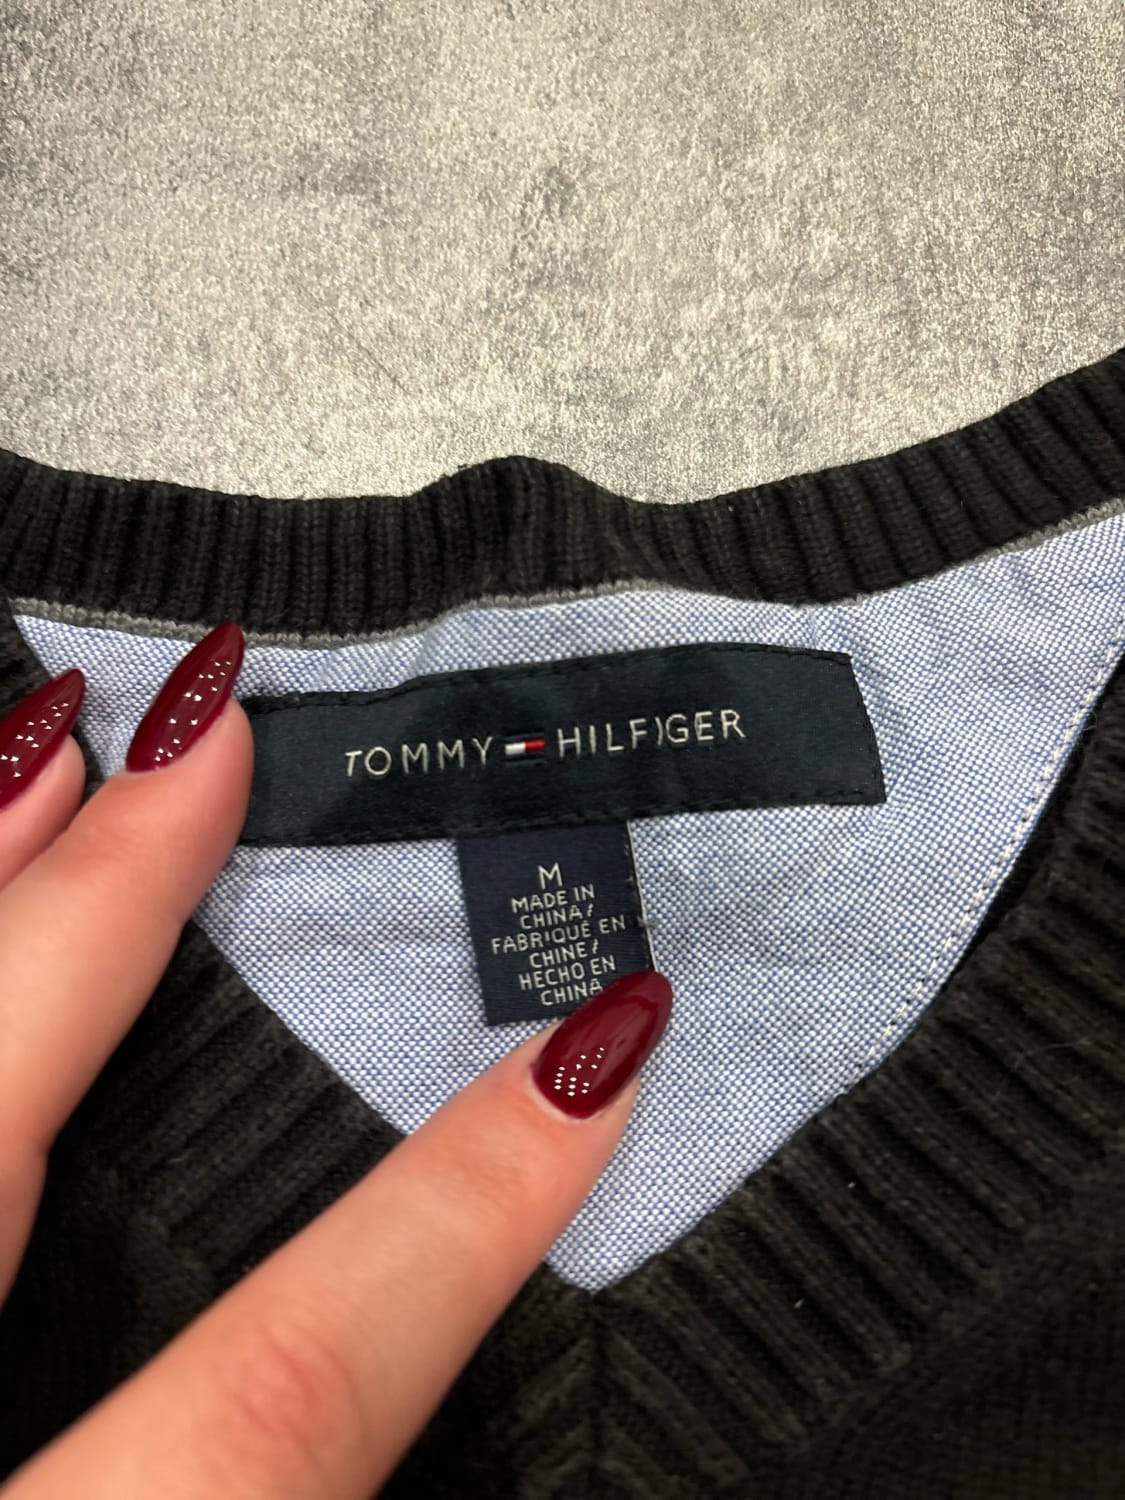 TOMMY HILFIGER
M
MADE IN
CHINA/
FABRIQUÉ EN
CHINE/
HECHO EN
CHINA